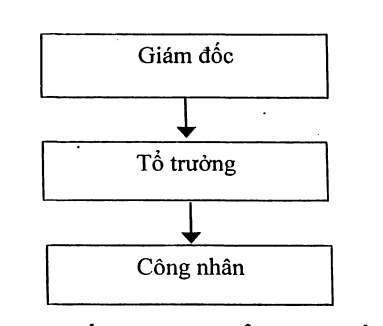 Giám đốc
Tổ trưởng
Công nhân